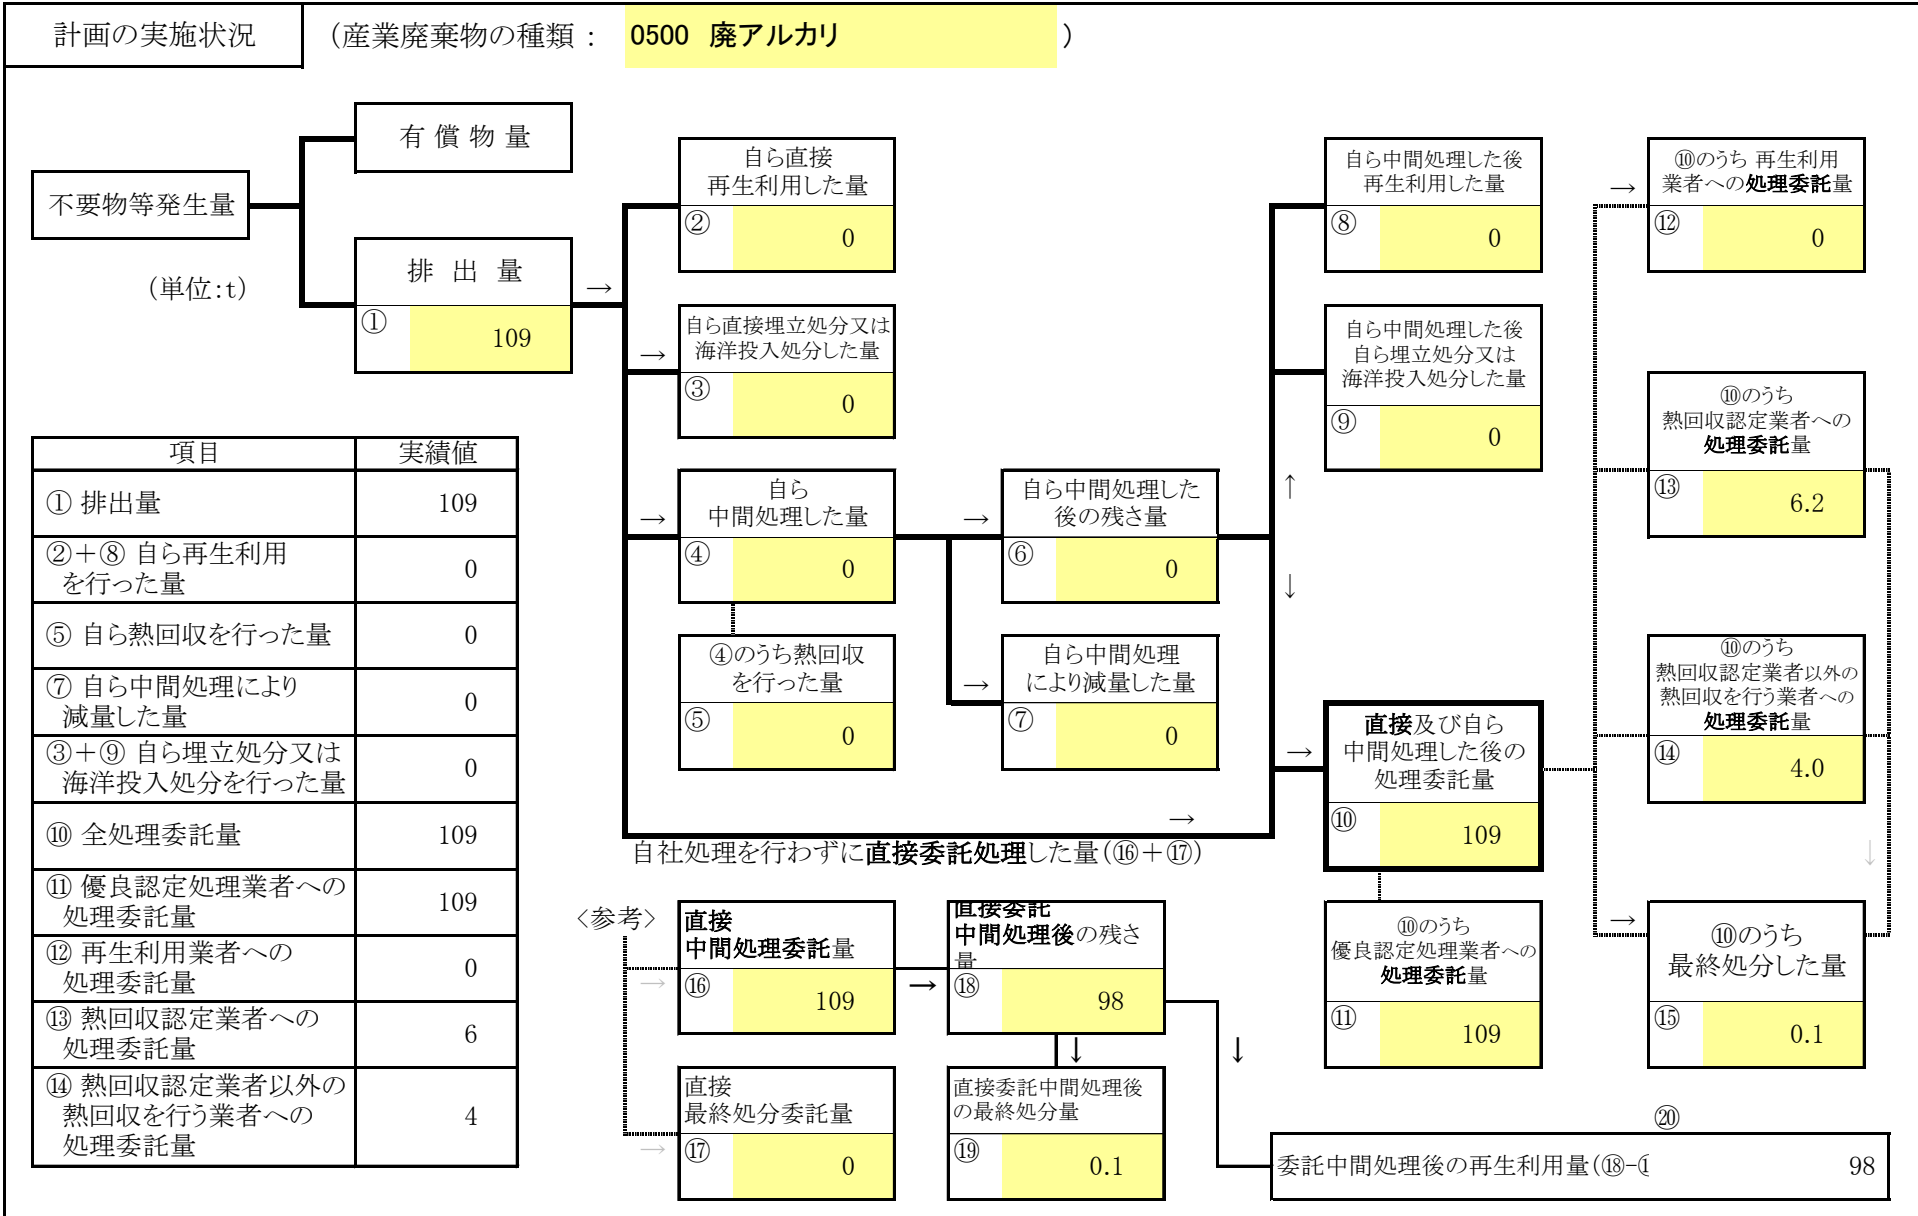 計画の実施状況
（産業廃棄物の種類： 0500 廃アルカリ ）
有 償 物 量
不要物等発生量
(単位:t)
排 出 量
→
①
109
自ら直接
再生利用した量
②
0
自ら直接埋立処分又は
海洋投入処分した量
→
③
0
自ら
中間処理した量
→
④
0
④のうち熱回収
を行った量
⑤
0
自ら中間処理した
後の残さ量
→
⑥
0
自ら中間処理
により減量した量
→
⑦
0
自ら中間処理した後
再生利用した量
⑧
0
自ら中間処理した後
自ら埋立処分又は
海洋投入処分した量
⑨
0
↑
↓
直接及び自ら
中間処理した後の
処理委託量
→
⑩
109
→
自社処理を行わずに直接委託処理した量(⑯＋⑰)
⑩のうち
優良認定処理業者への
処理委託量
⑪
109
⑩のうち 再生利用
業者への処理委託量
→
⑫
0
⑩のうち
熱回収認定業者への
処理委託量
⑬
6.2
⑩のうち
熱回収認定業者以外の
熱回収を行う業者への
処理委託量
⑭
4.0
↓
⑩のうち
最終処分した量
→
⑮
0.1
項目 実績値
① 排出量 109
②＋⑧ 自ら再生利用
を行った量 0
⑤ 自ら熱回収を行った量 0
⑦ 自ら中間処理により
減量した量 0
③＋⑨ 自ら埋立処分又は
海洋投入処分を行った量 0
⑩ 全処理委託量 109
⑪ 優良認定処理業者への
処理委託量 109
⑫ 再生利用業者への
処理委託量 0
⑬ 熱回収認定業者への
処理委託量 6
⑭ 熱回収認定業者以外の
熱回収を行う業者への
処理委託量 4
〈参考〉
直接
中間処理委託量
→
⑯
109
→
直接委託
中間処理後の残さ
量
⑱
98
↓
↓
直接
最終処分委託量
→
⑰
0
直接委託中間処理後
の最終処分量
⑲
0.1
⑳
委託中間処理後の再生利用量(⑱-
98